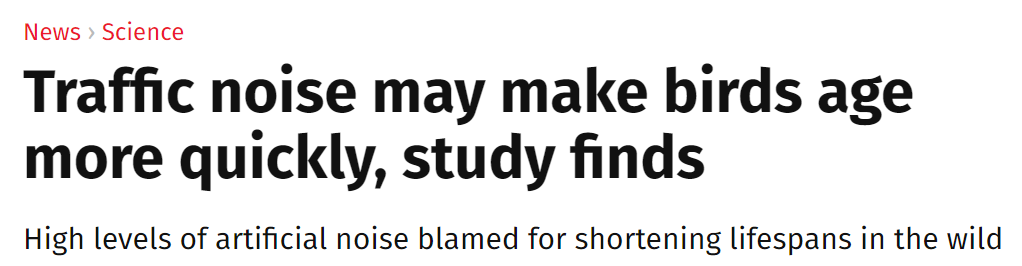 News › Science
Traffic noise may make birds age
more quickly, study finds
High levels of artificial noise blamed for shortening lifespans in the wild